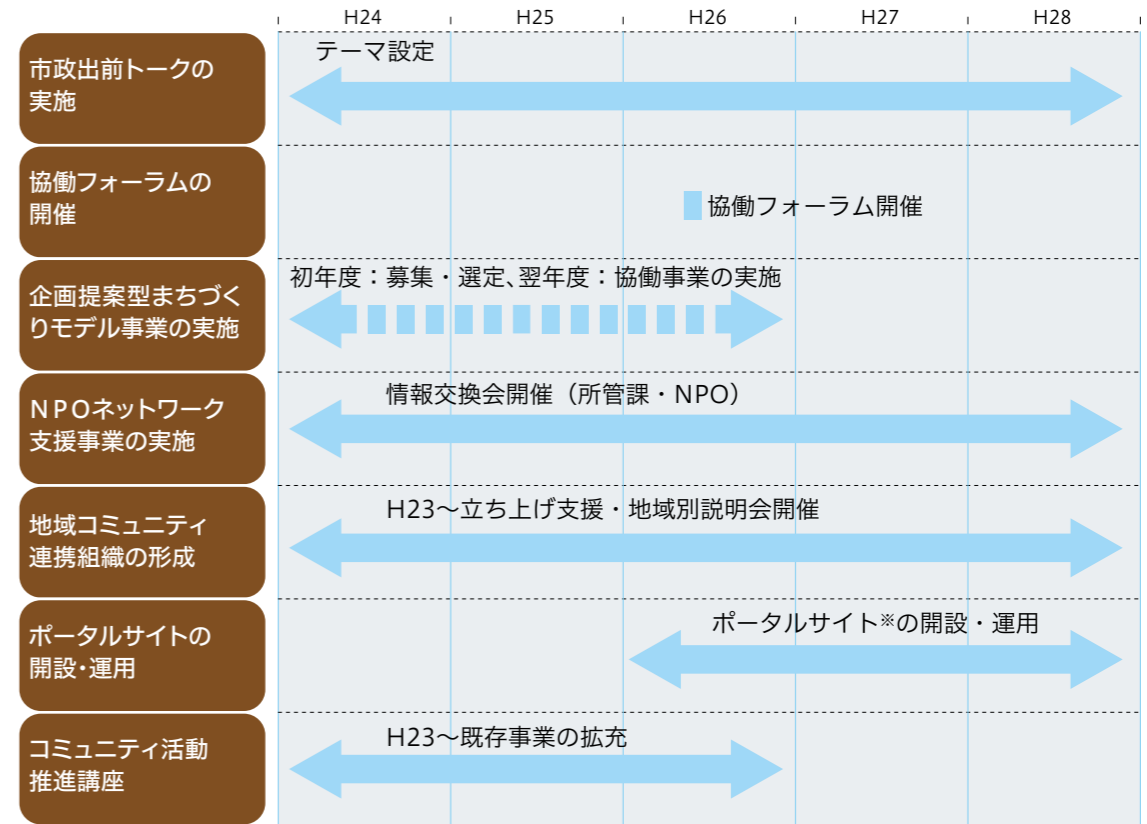 H24 H25 H26 H27 H28
市政出前トークの
実施
テーマ設定
協働フォーラムの
開催
協働フォーラム開催
企画提案型まちづく
りモデル事業の実施
初年度：募集・選定、翌年度：協働事業の実施
ＮＰＯネットワーク
支援事業の実施
情報交換会開催（所管課・NPO）
地域コミュニティ
連携組織の形成
H23〜立ち上げ支援・地域別説明会開催
ポータルサイトの
開設・運用
ポータルサイト※の開設・運用
コミュニティ活動
推進講座
H23〜既存事業の拡充